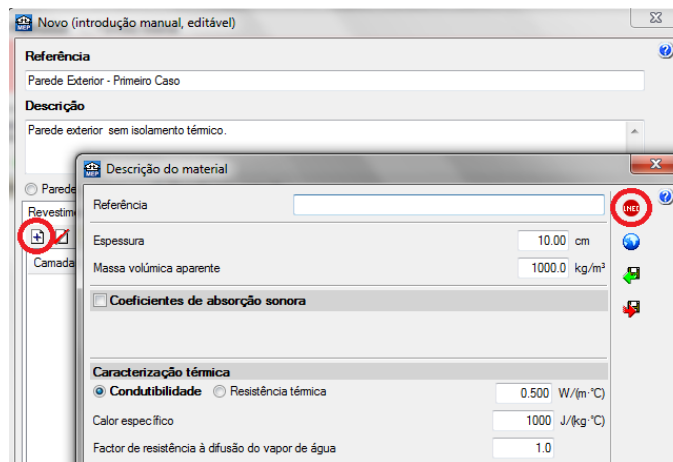 MEP Novo (introdução manual, editável)
Referência
Parede Exterior - Primeiro Caso
Descrição
Parede exterior sem isolamento térmico.
MEP Descrição do material
Parede
Referência
LNEC
Revestim
Espessura 10.00 cm
Massa volúmica aparente 1000.0 kg/m³
Camada
Coeficientes de absorção sonora
Caracterização térmica
Condutibilidade Resistência térmica 0.500 W/(m·°C)
Calor específico 1000 J/(kg·°C)
Factor de resistência à difusão do vapor de água 1.0